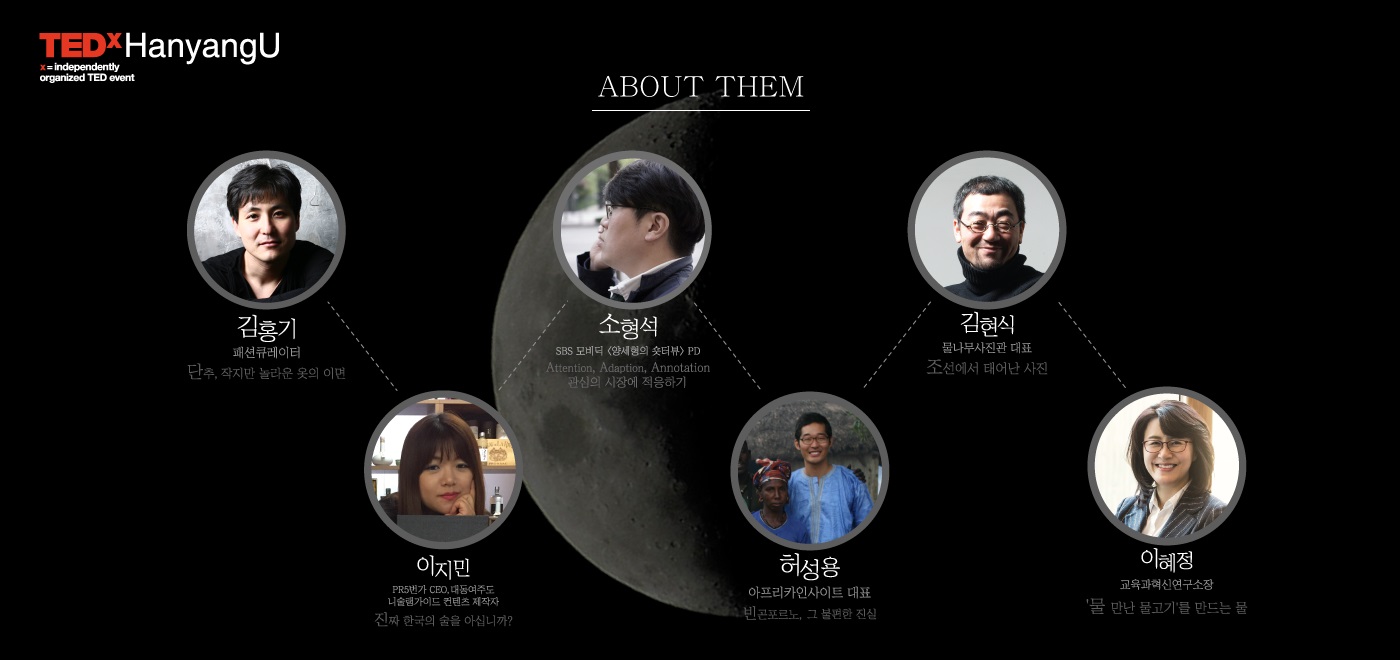 TEDxHanyangU
x = independently
organized TED event
ABOUT THEM
김홍기
패션큐레이터
단추, 작지만 놀라운 옷의 이면
소형석
SBS 모비딕 <양세형의 숏터뷰> PD
Attention, Adaption, Annotation
관심의 시장에 적응하기
김현식
물나무사진관 대표
조선에서 태어난 사진
이지민
PR5번가 CEO, 대동여주도
니술랭가이드 컨텐츠 제작자
진짜 한국의 술을 아십니까?
허성용
아프리카인사이트 대표
빈곤포르노, 그 불편한 진실
이혜정
교육과혁신연구소장
'물 만난 물고기'를 만드는 물